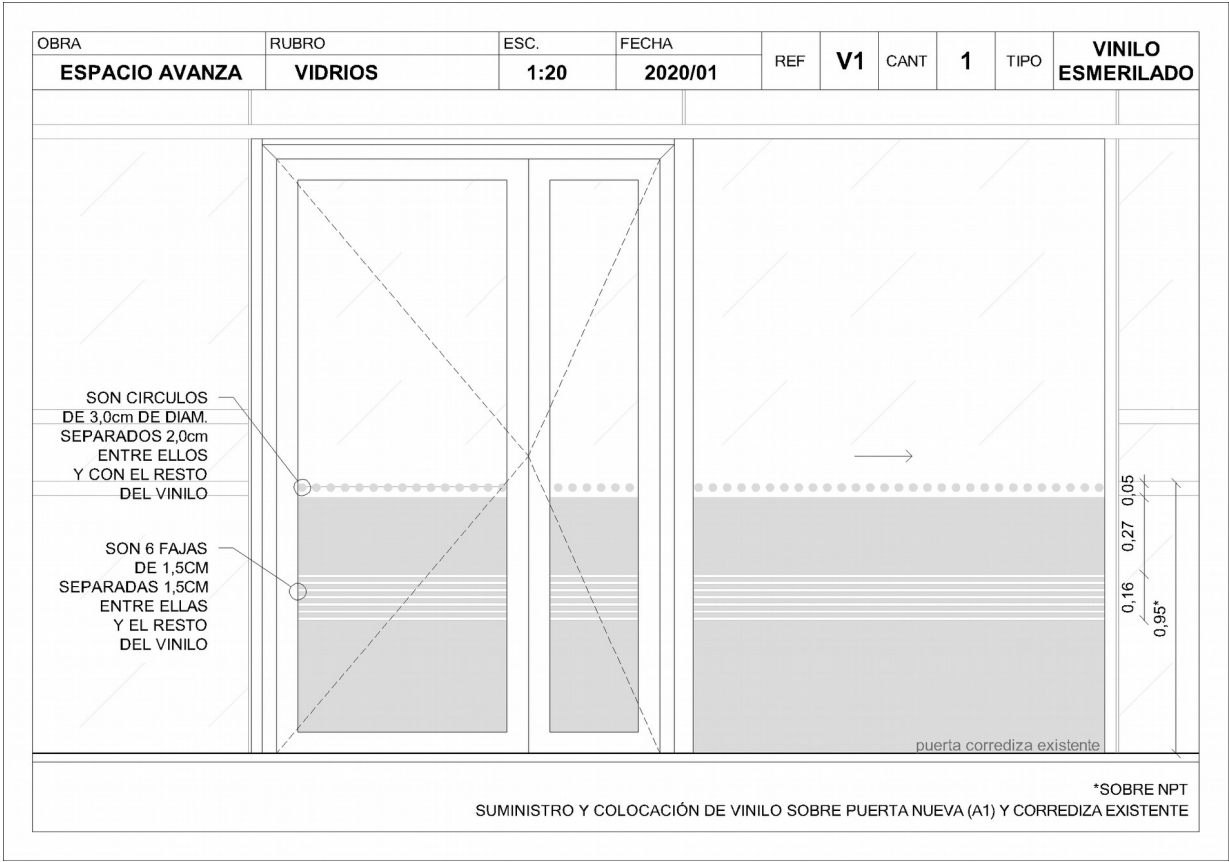 OBRA
ESPACIO AVANZA
RUBRO
VIDRIOS
ESC.
1:20
FECHA
2020/01
REF
V1
CANT
1
TIPO
VINILO
ESMERILADO
SON CIRCULOS
DE 3,0cm DE DIAM.
SEPARADOS 2,0cm
ENTRE ELLOS
Y CON EL RESTO
DEL VINILO
SON 6 FAJAS
DE 1,5CM
SEPARADAS 1,5CM
ENTRE ELLAS
Y EL RESTO
DEL VINILO
0,05
0,27
0,16
0,95*
puerta corrediza existente
*SOBRE NPT
SUMINISTRO Y COLOCACIÓN DE VINILO SOBRE PUERTA NUEVA (A1) Y CORREDIZA EXISTENTE